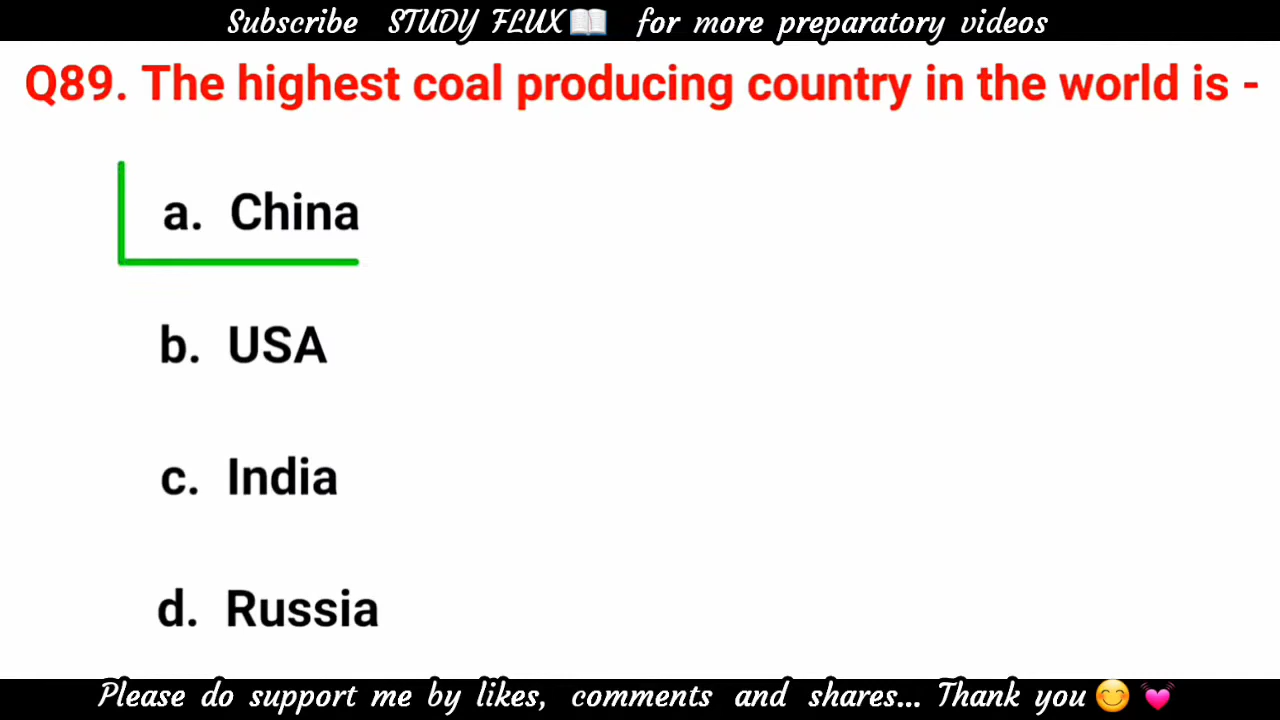 Subscribe STUDY FLUX📖 for more preparatory videos
Q89. The highest coal producing country in the world is -
a. China
b. USA
c. India
d. Russia
Please do support me by likes, comments and shares... Thank you😊💓